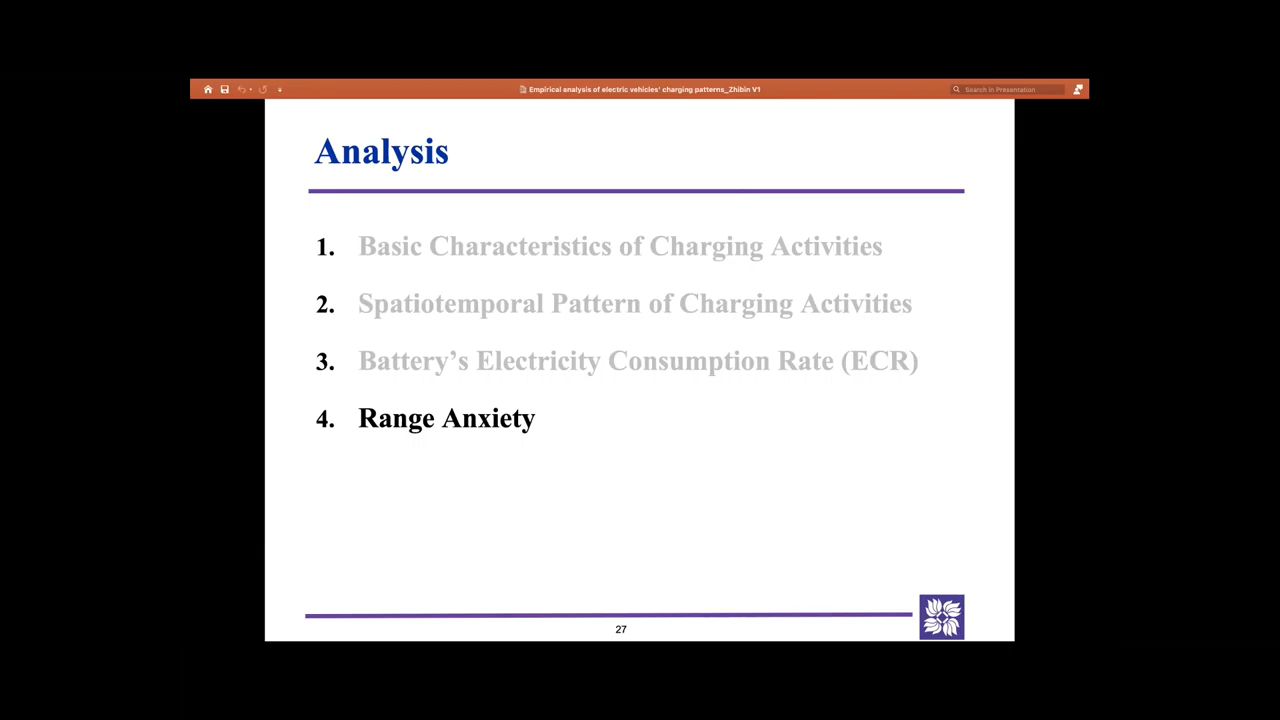 Empirical analysis of electric vehicles' charging patterns_Zhibin V1
Search in Presentation
Analysis
1. Basic Characteristics of Charging Activities
2. Spatiotemporal Pattern of Charging Activities
3. Battery’s Electricity Consumption Rate (ECR)
4. Range Anxiety
27